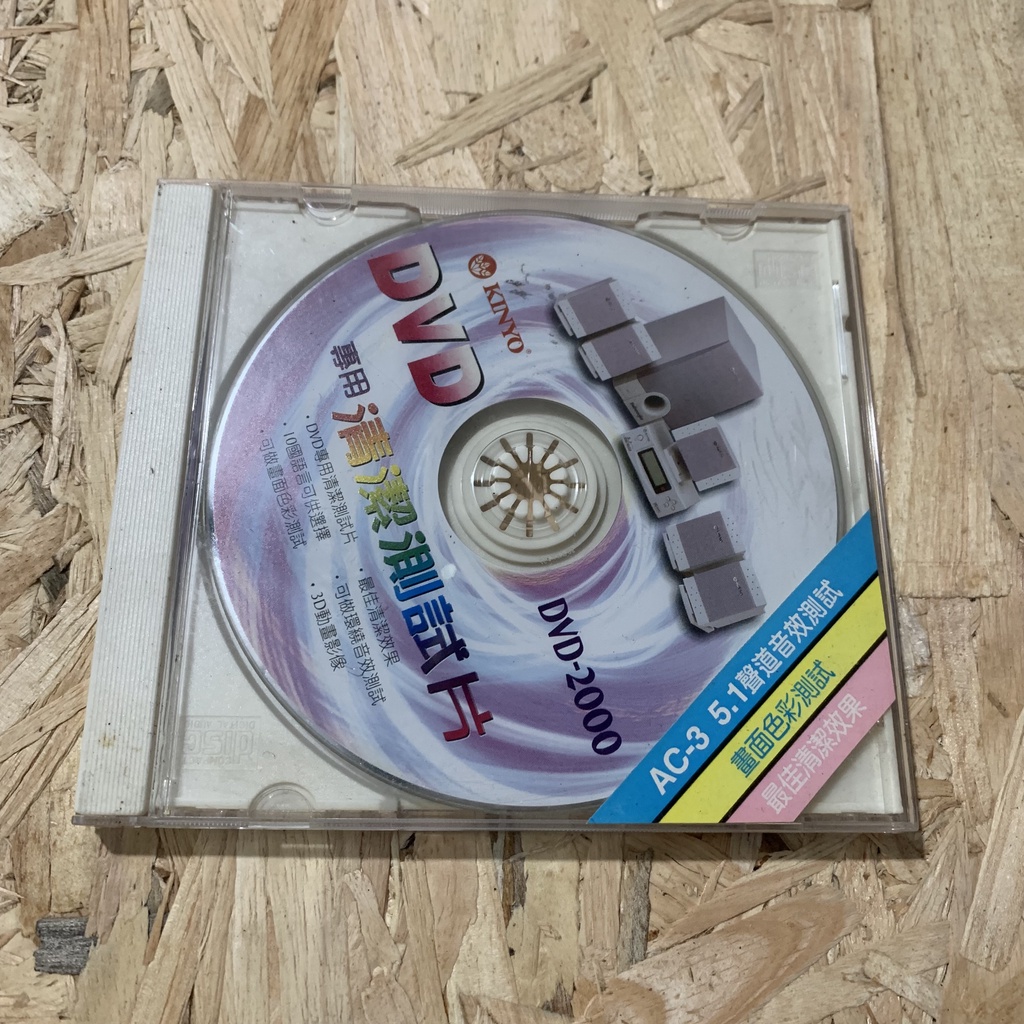 KINYO
DVD
專用清潔測試片
・DVD專用清潔測試片
・10國語言可供選擇
・可做畫面色彩測試
・最佳清潔效果
・可做環繞音效測試
・3D動畫影像
DVD-2000
AC-3 5.1聲道音效測試
畫面色彩測試
最佳清潔效果